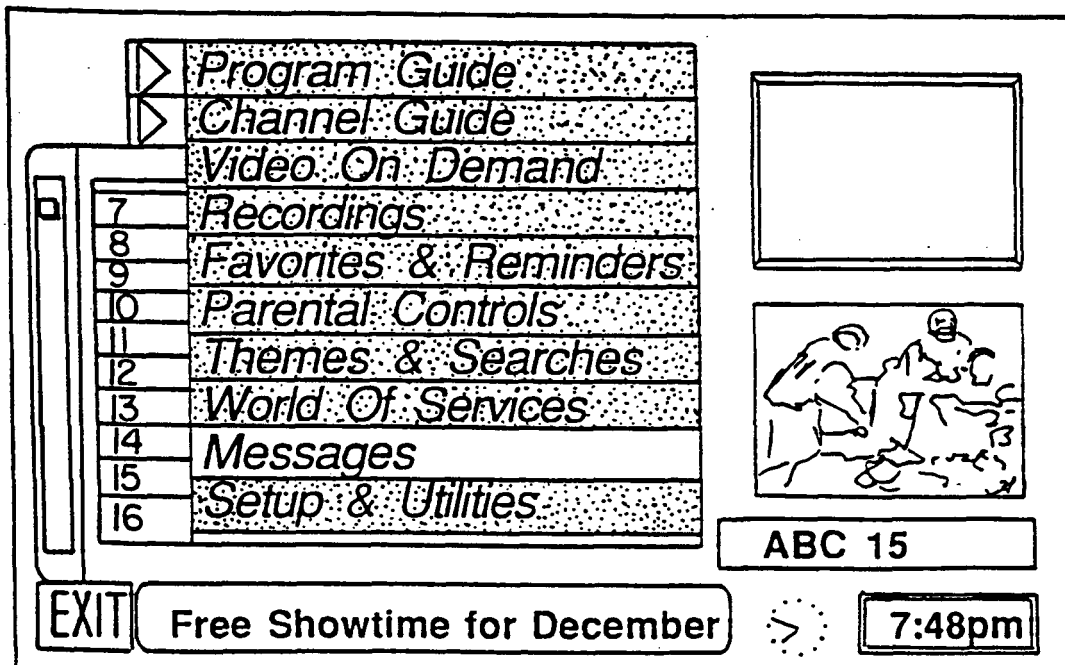 Program Guide
Channel Guide
Video On Demand
7 Recordings
8
9 Favorites & Reminders
10 Parental Controls
11
12 Themes & Searches
13 World Of Services
14 Messages
15
16 Setup & Utilities
ABC 15
EXIT Free Showtime for December 7:48pm